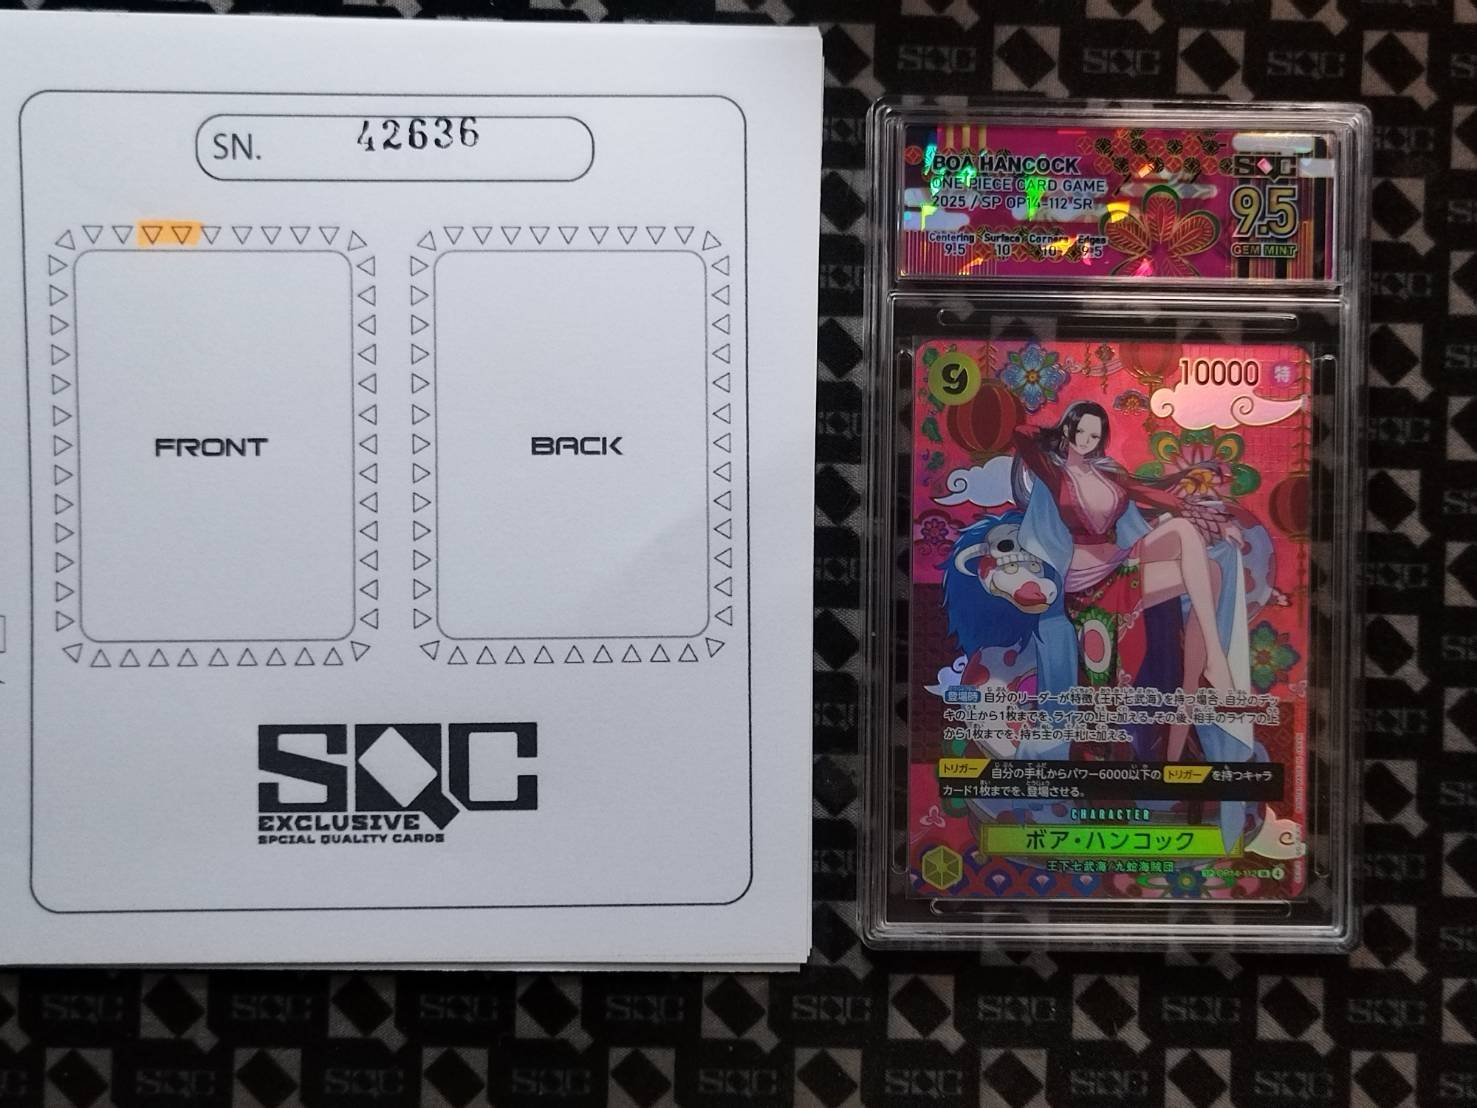 SN. 42636
FRONT
BACK
SQC
EXCLUSIVE
SPCIAL QUALITY CARDS
BOA HANCOCK
ONE PIECE CARD GAME
2025 / SP OP14-112 SR
Centering Surface Corners Edges
9.5 10 10 9.5
SQC
9.5
GEM MINT
9
10000 特
登場時 自分のリーダーが特徴《王下七武海》を持つ場合、自分のデッ
キの上から1枚までを、ライフの上に加える。その後、相手のライフの上
から1枚までを、持ち主の手札に加える。
トリガー 自分の手札からパワー6000以下の トリガー を持つキャラ
カード1枚までを、登場させる。
CHARACTER
ボア・ハンコック
王下七武海/九蛇海賊団
SP OP14-112 SR